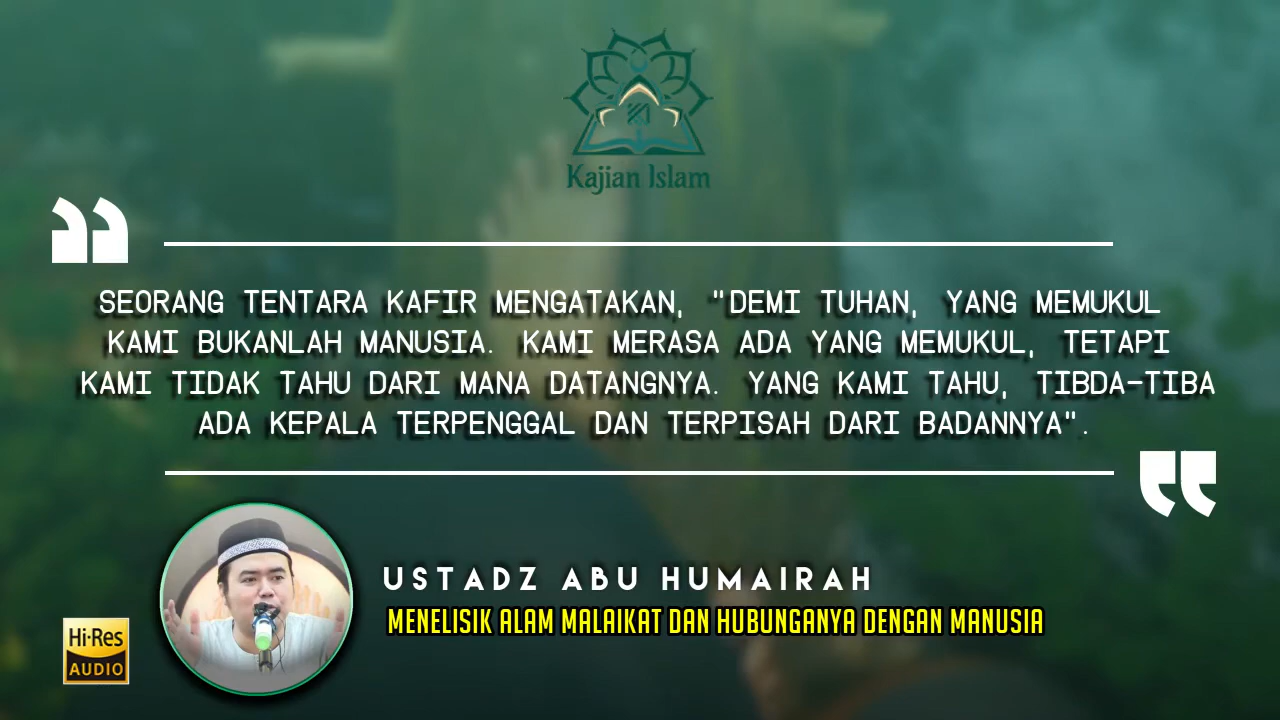 Kajian Islam
SEORANG TENTARA KAFIR MENGATAKAN, "DEMI TUHAN, YANG MEMUKUL
KAMI BUKANLAH MANUSIA. KAMI MERASA ADA YANG MEMUKUL, TETAPI
KAMI TIDAK TAHU DARI MANA DATANGNYA. YANG KAMI TAHU, TIBDA-TIBA
ADA KEPALA TERPENGGAL DAN TERPISAH DARI BADANNYA".
USTADZ ABU HUMAIRAH
MENELISIK ALAM MALAIKAT DAN HUBUNGANYA DENGAN MANUSIA
Hi-Res
AUDIO